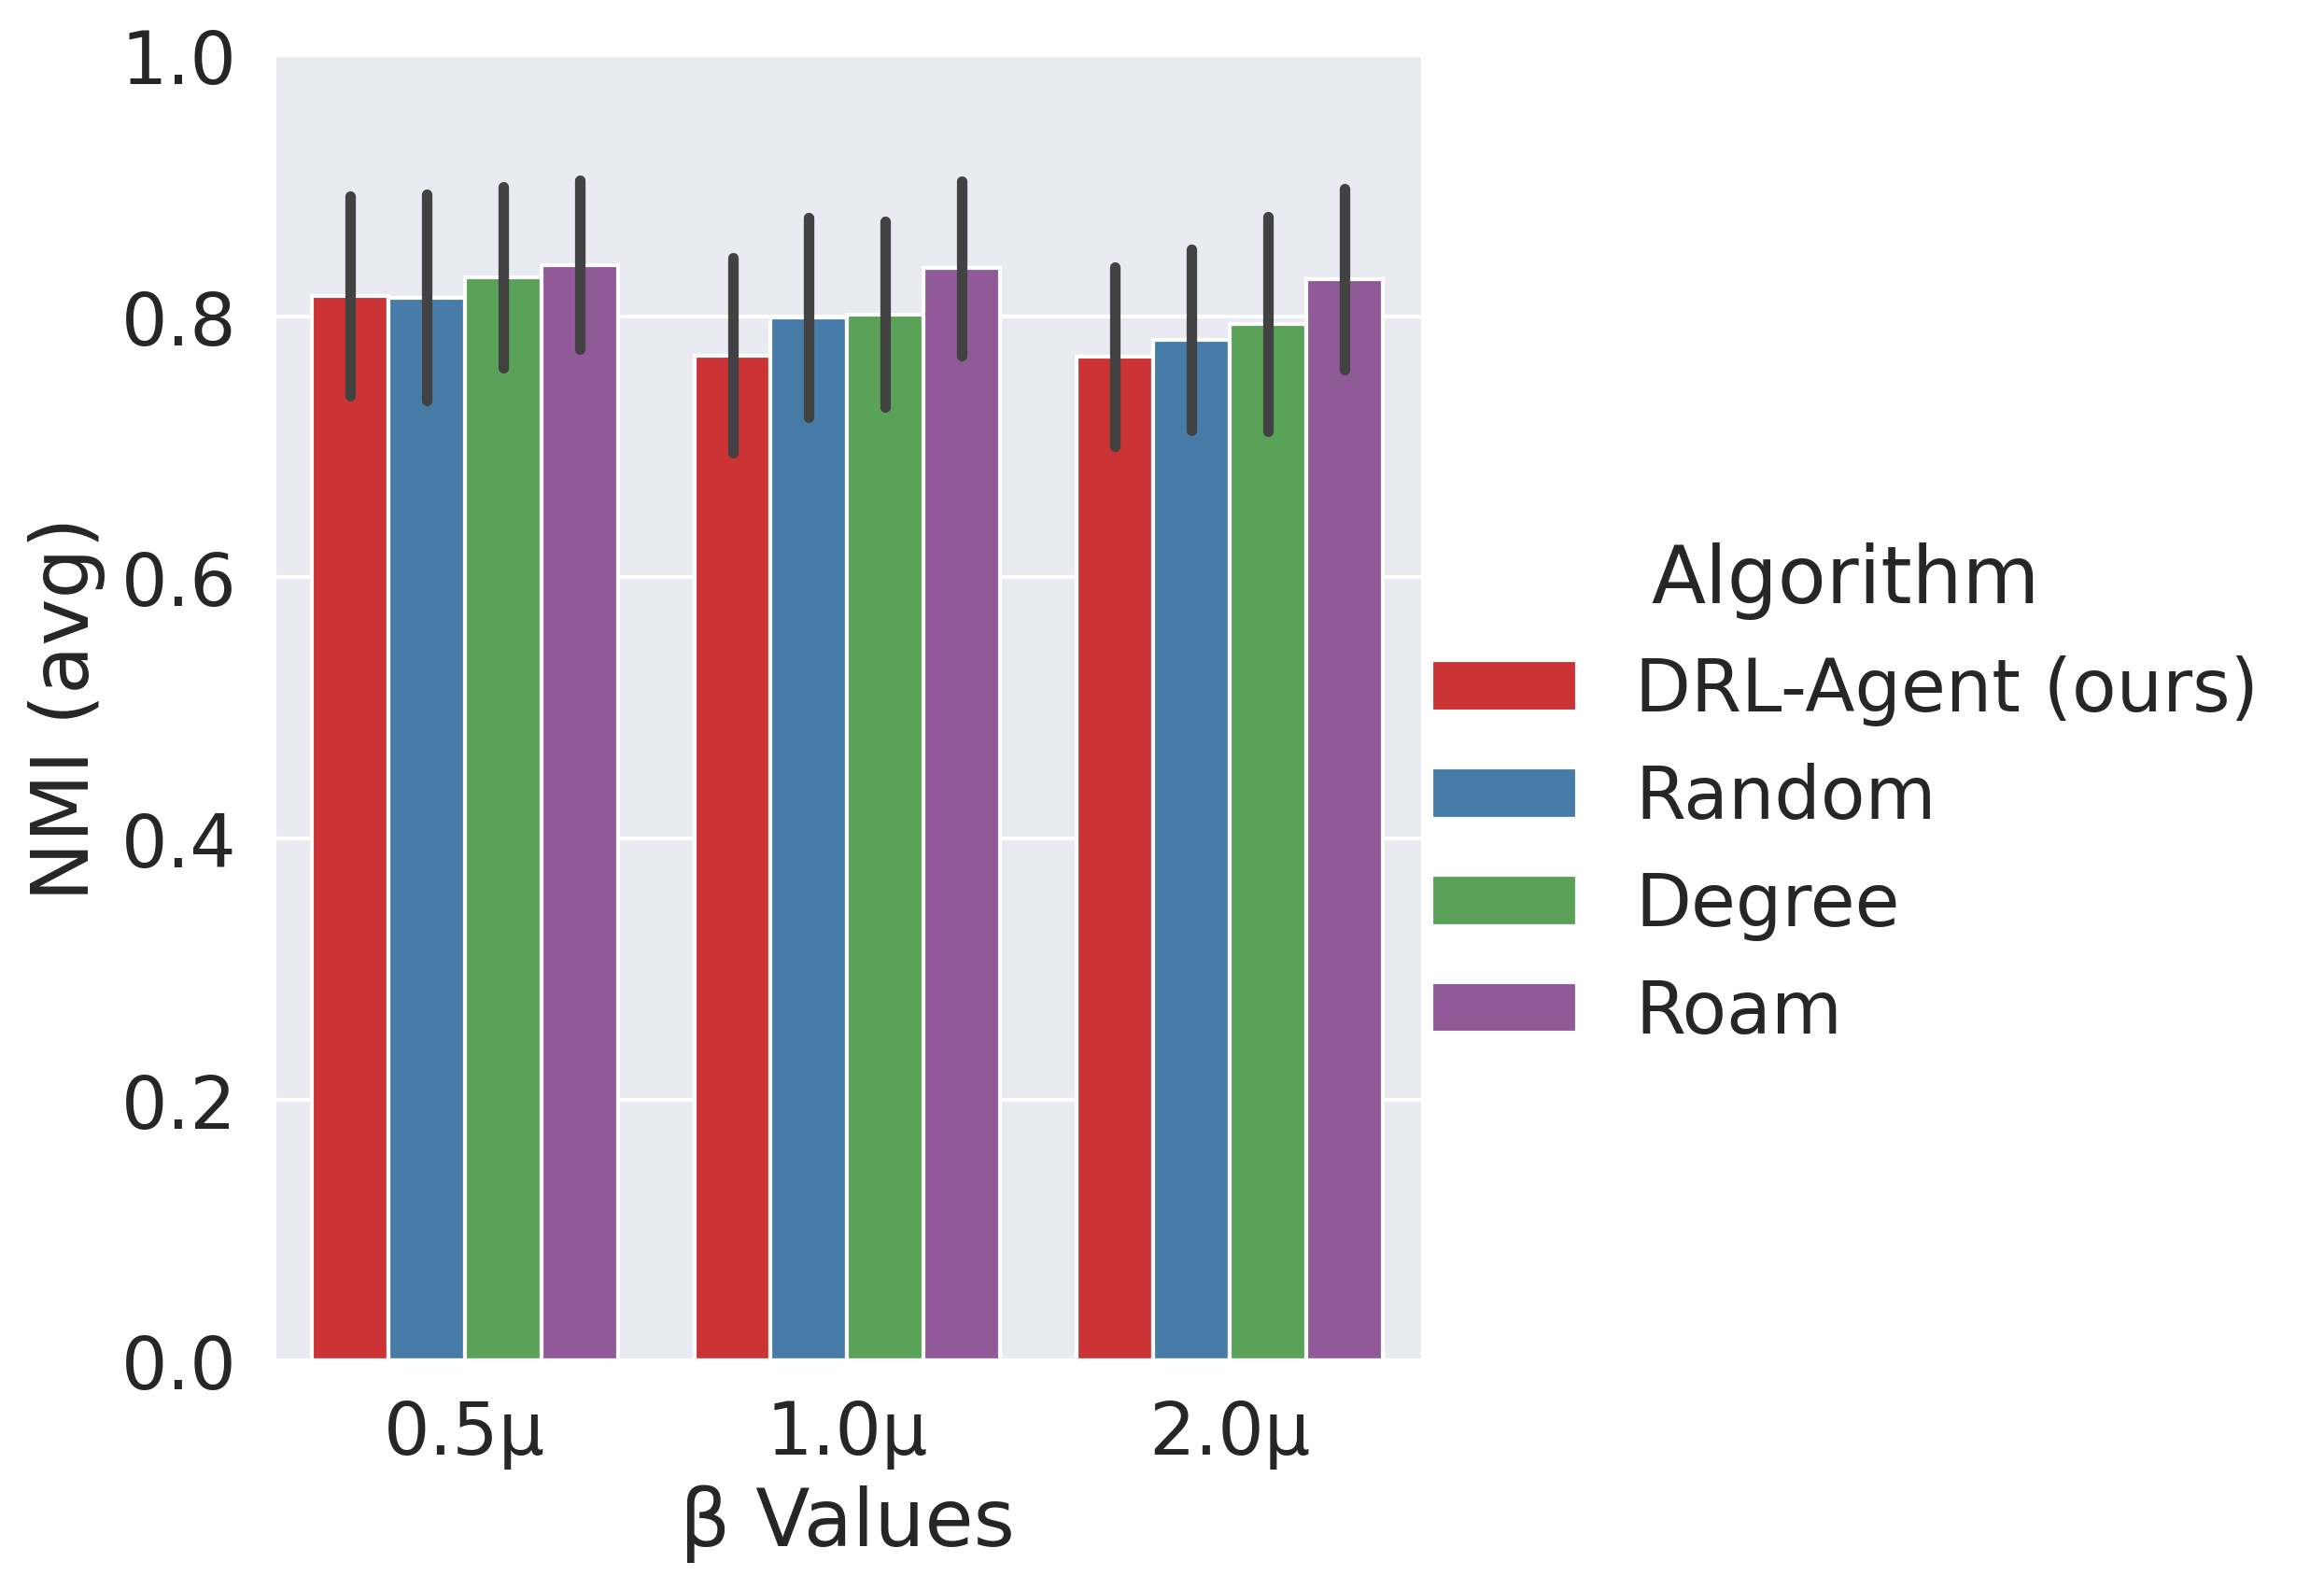 1.0
0.8
0.6
0.4
0.2
0.0
NMI (avg)
0.5μ 1.0μ 2.0μ
β Values
Algorithm
DRL-Agent (ours)
Random
Degree
Roam